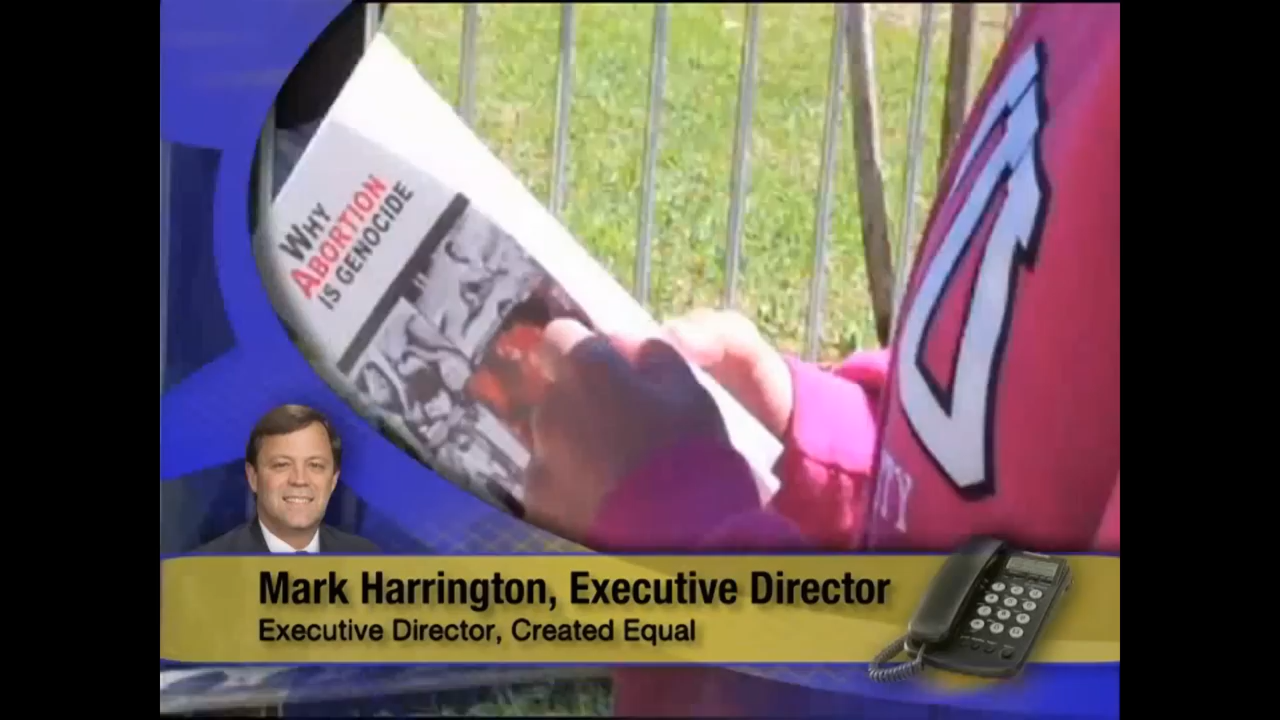 WHY
ABORTION
IS GENOCIDE
Mark Harrington, Executive Director
Executive Director, Created Equal